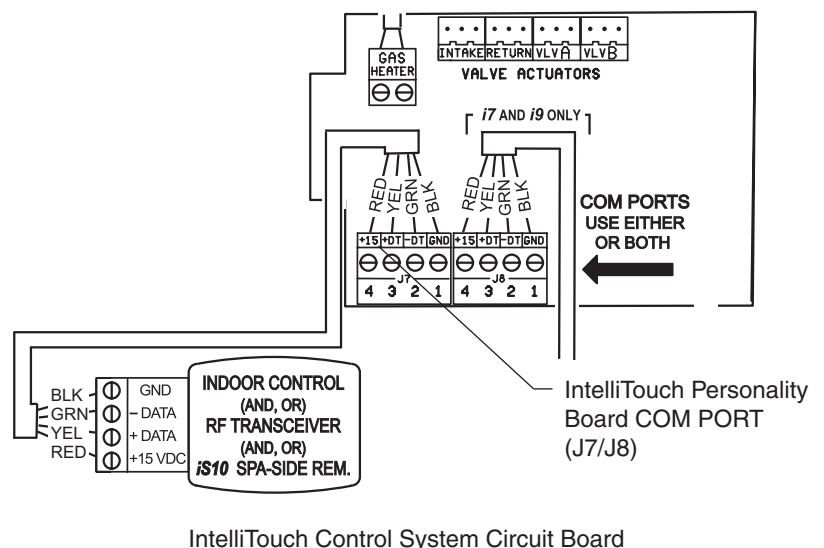 GAS
HEATER
INTAKE RETURN VLV A VLV B
VALVE ACTUATORS
i7 AND i9 ONLY
RED YEL GRN BLK
RED YEL GRN BLK
COM PORTS
USE EITHER
OR BOTH
+15 +DT -DT GND
+15 +DT -DT GND
J7
J8
4 3 2 1
4 3 2 1
BLK GND
GRN – DATA
YEL + DATA
RED +15 VDC
INDOOR CONTROL
(AND, OR)
RF TRANSCEIVER
(AND, OR)
iS10 SPA-SIDE REM.
IntelliTouch Personality
Board COM PORT
(J7/J8)
IntelliTouch Control System Circuit Board